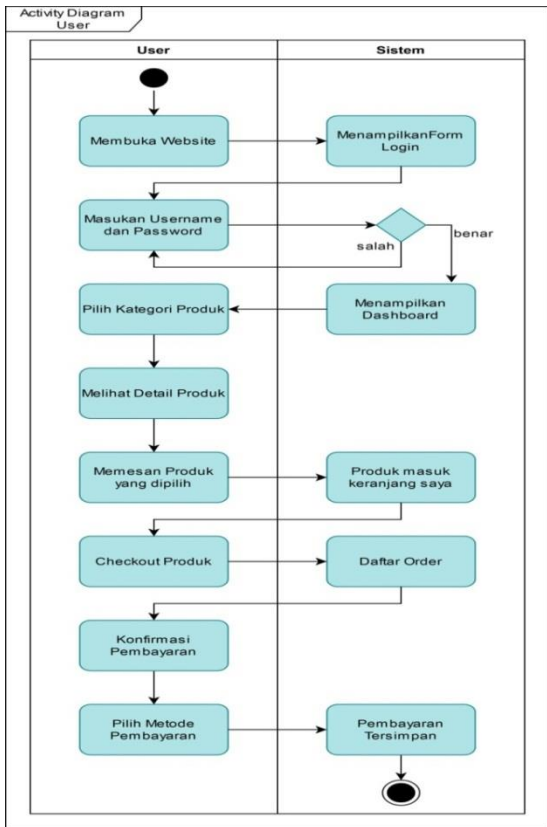 Activity Diagram
User
User
Sistem
Membuka Website
MenampilkanForm
Login
Masukan Username
dan Password
salah
benar
Pilih Kategori Produk
Menampilkan
Dashboard
Melihat Detail Produk
Memesan Produk
yang dipilih
Produk masuk
keranjang saya
Checkout Produk
Daftar Order
Konfirmasi
Pembayaran
Pilih Metode
Pembayaran
Pembayaran
Tersimpan